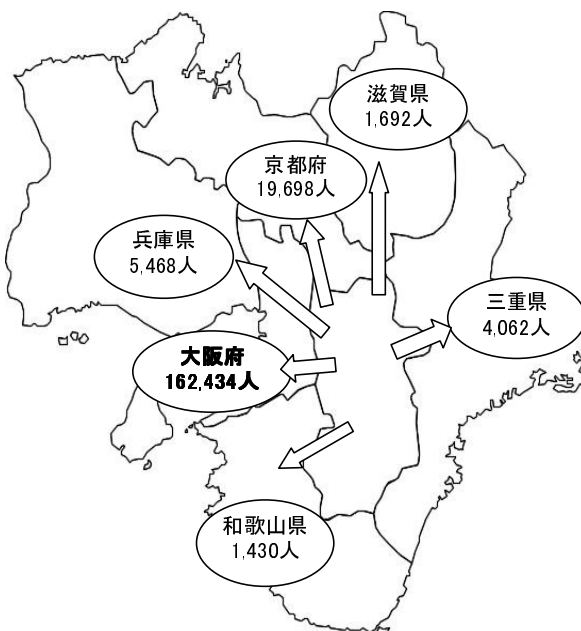 滋賀県
1,692人
京都府
19,698人
兵庫県
5,468人
三重県
4,062人
大阪府
162,434人
和歌山県
1,430人